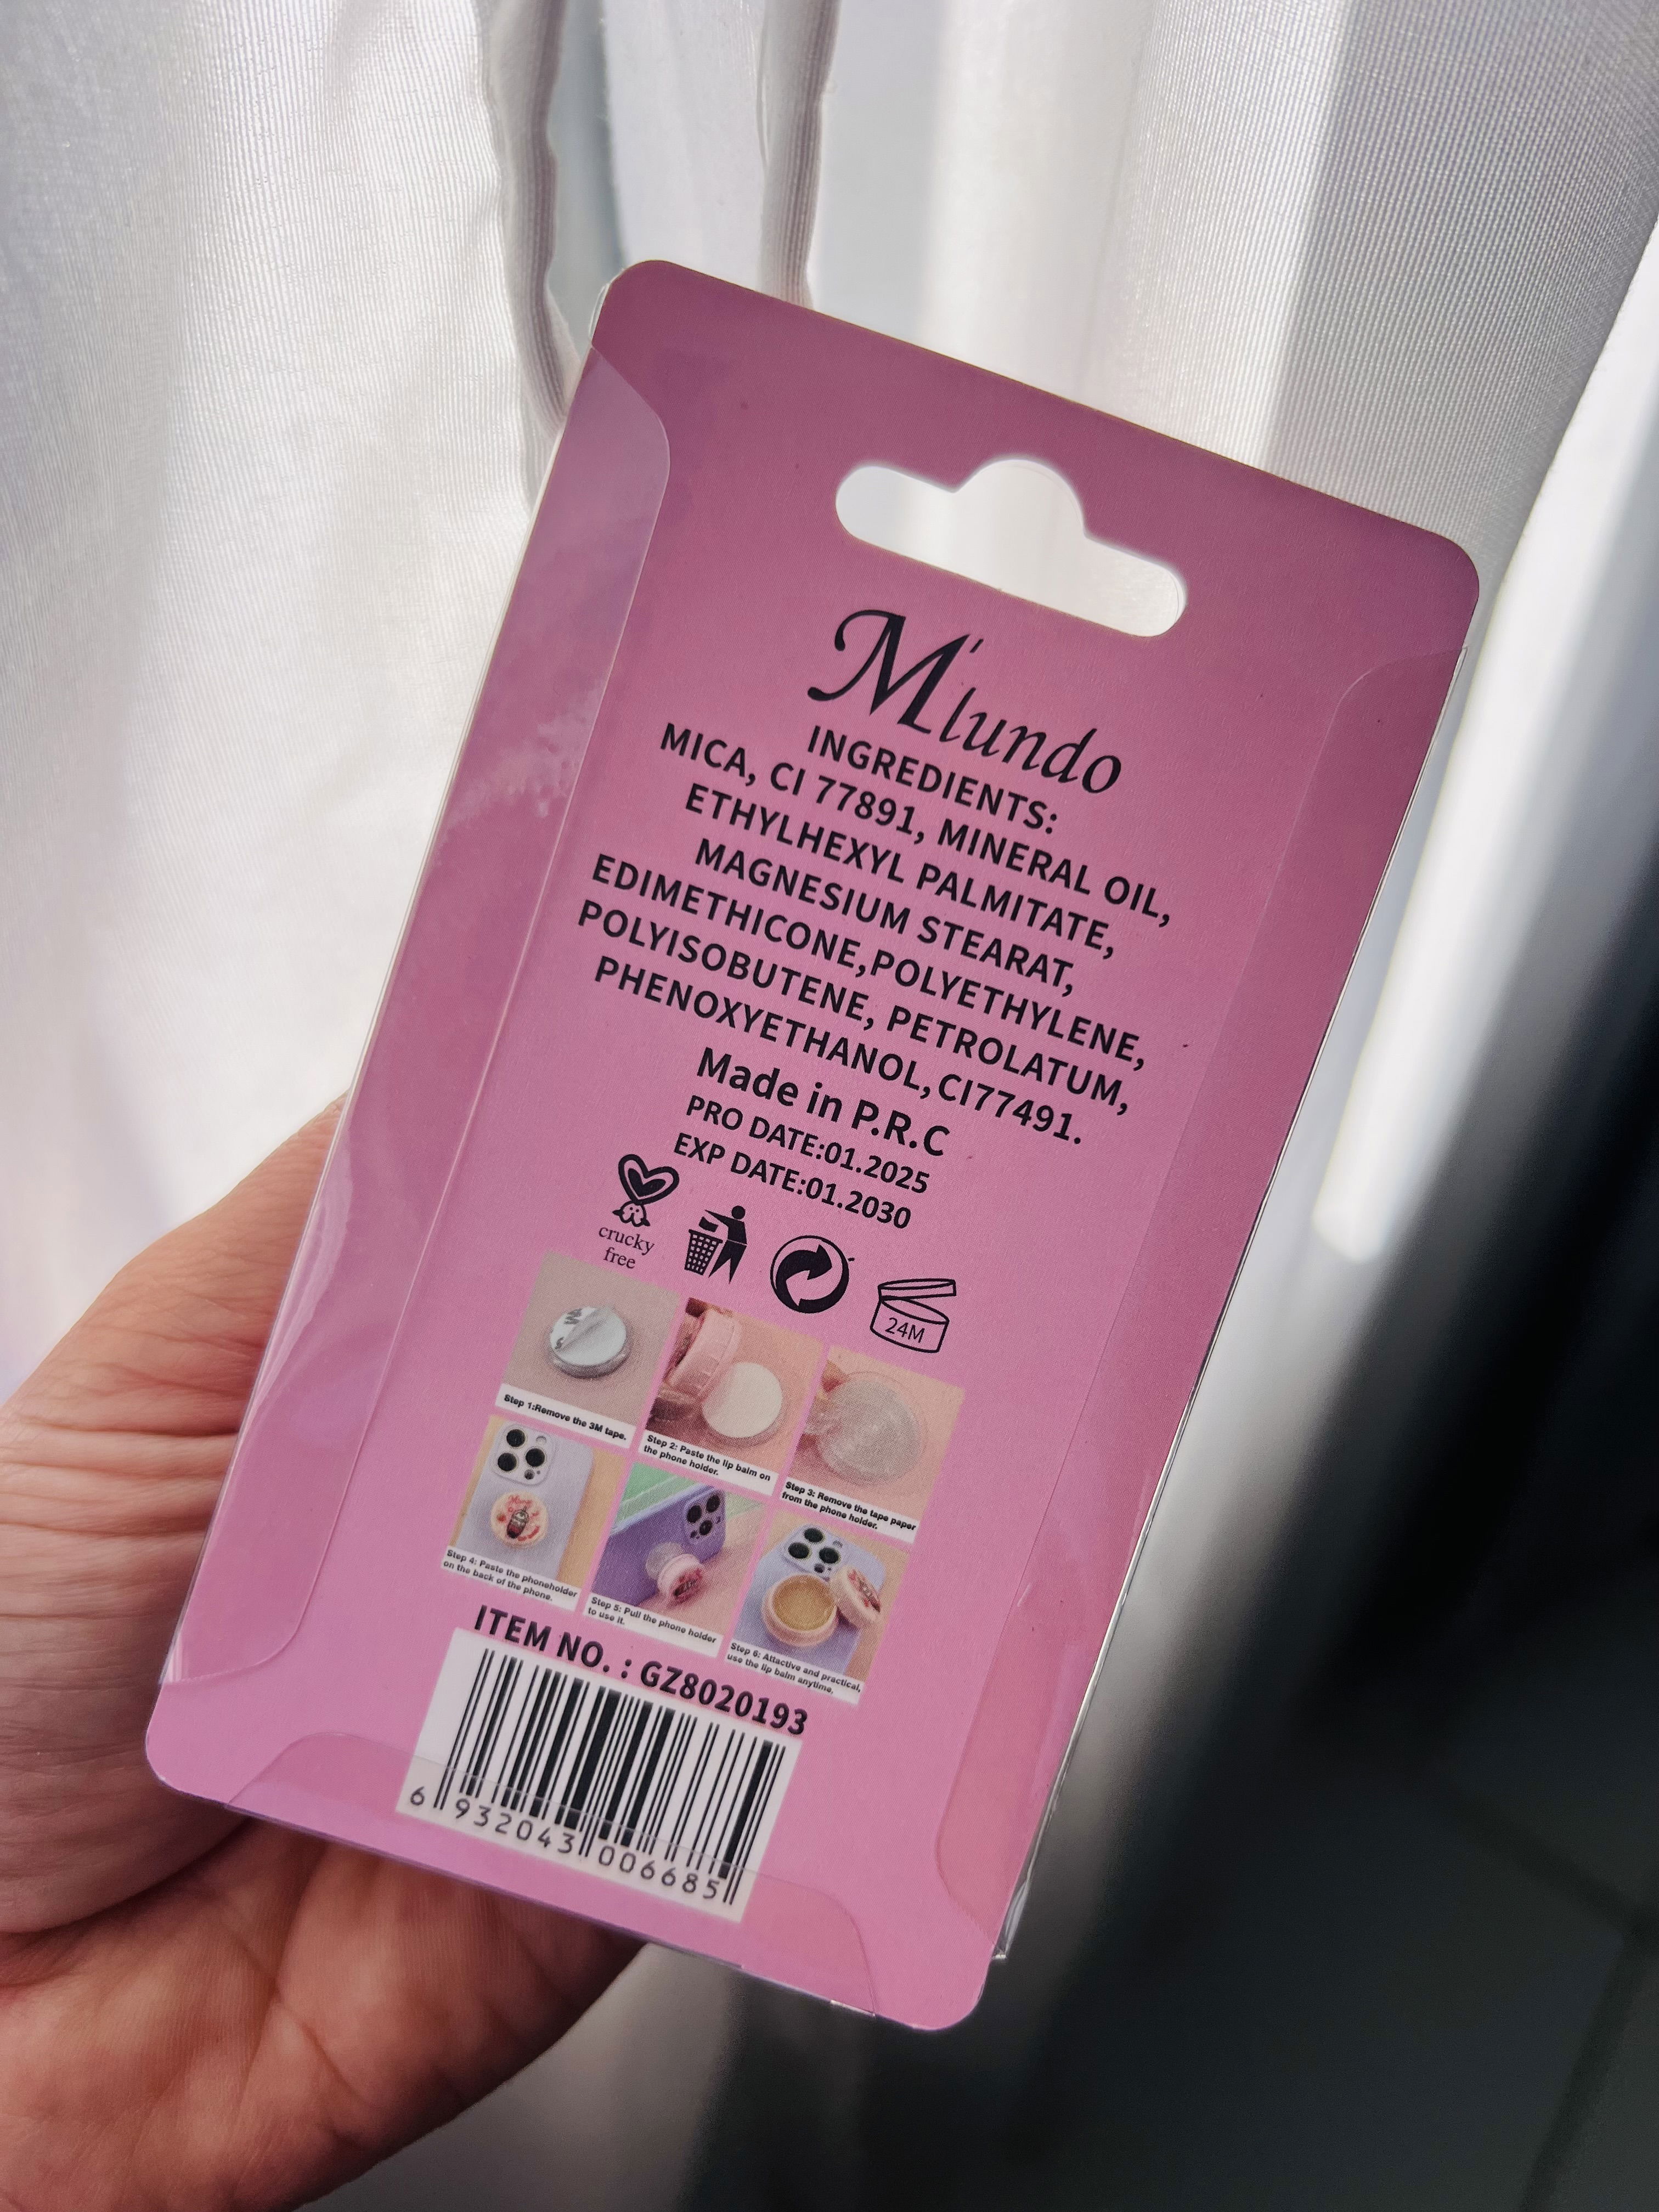 M'lundo
INGREDIENTS:
MICA, CI 77891, MINERAL OIL,
ETHYLHEXYL PALMITATE,
MAGNESIUM STEARAT,
EDIMETHICONE,POLYETHYLENE,
POLYISOBUTENE, PETROLATUM,
PHENOXYETHANOL,CI77491.
Made in P.R.C
PRO DATE:01.2025
EXP DATE:01.2030
crucky
free
24M
Step 1:Remove the 3M tape.
Step 2: Paste the lip balm on
the phone holder.
Step 3: Remove the tape paper
from the phone holder.
Step 4: Paste the phoneholder
on the back of the phone.
Step 5: Pull the phone holder
to use it.
Step 6: Attactive and practical,
use the lip balm anytime.
ITEM NO. : GZ8020193
6 932043 006685